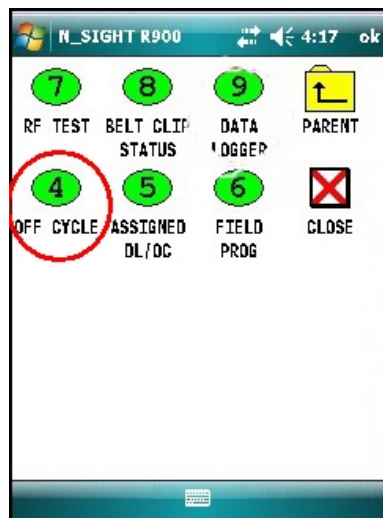 N_SIGHT R900 4:17 ok
7 8 9
RF TEST BELT CLIP STATUS DATA LOGGER PARENT
4 5 6
OFF CYCLE ASSIGNED DL/OC FIELD PROG CLOSE